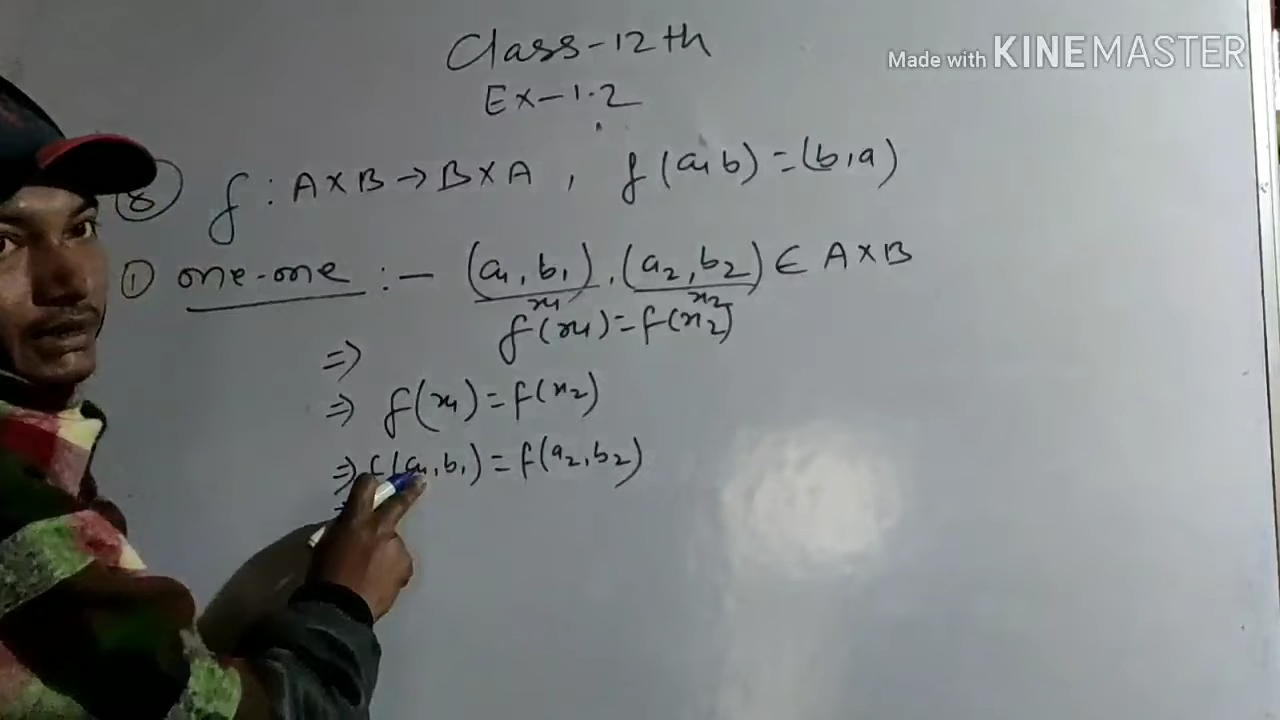 Class-12th
Made with KINEMASTER
Ex-1.2
8 f : A×B→B×A , f(a,b)=(b,a)
① one-one :- (a₁,b₁),(a₂,b₂)∈ A×B
x₁ x₂
⇒ f(x₁)=f(x₂)
⇒ f(x₁)=f(x₂)
⇒ f(a₁,b₁)=f(a₂,b₂)